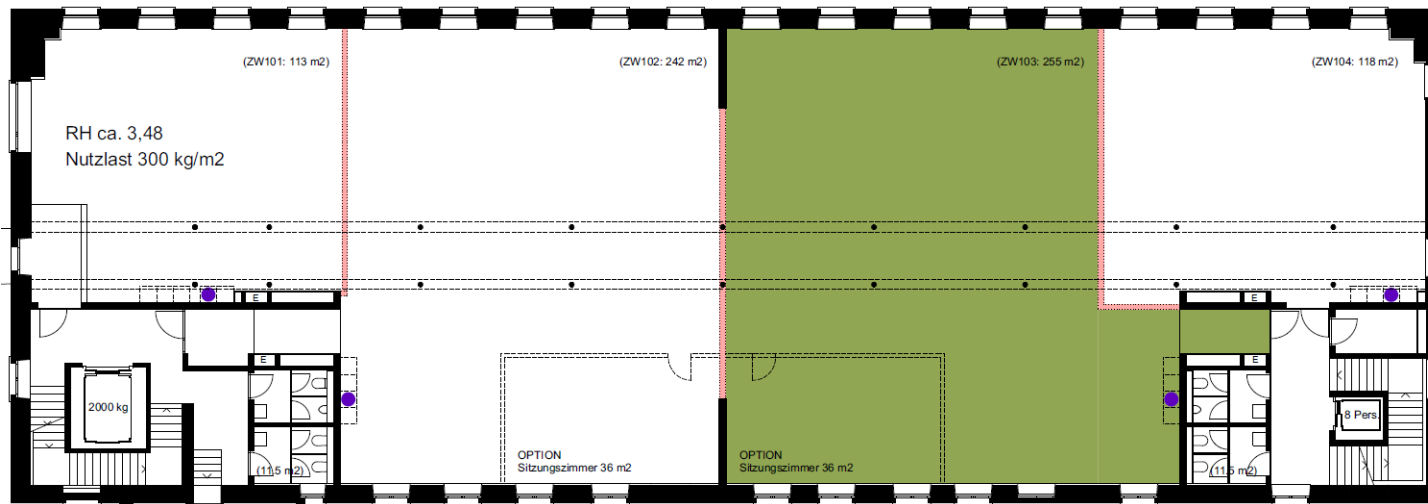 (ZW101: 113 m2)
(ZW102: 242 m2)
(ZW103: 255 m2)
(ZW104: 118 m2)
RH ca. 3,48
Nutzlast 300 kg/m2
E
E
E
E
2000 kg
8 Pers.
OPTION
Sitzungszimmer 36 m2
OPTION
Sitzungszimmer 36 m2
(11.5 m2)
(11.5 m2)